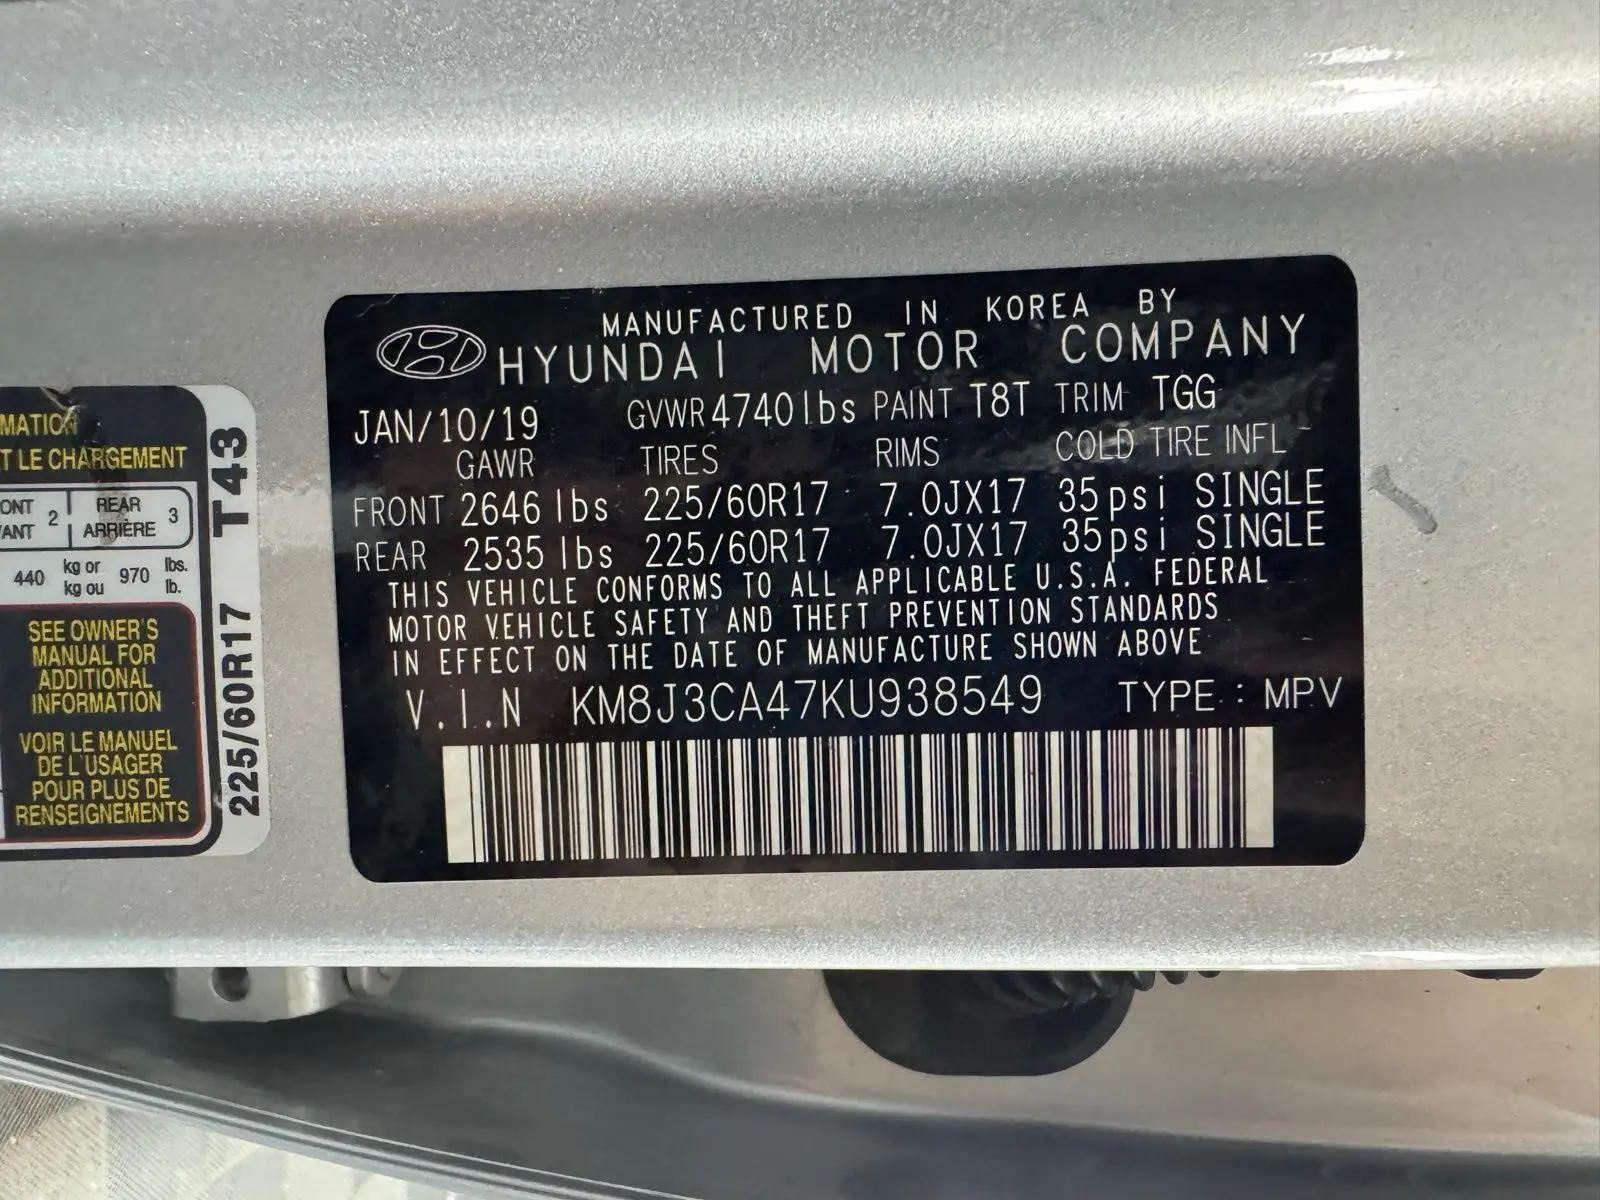 MANUFACTURED IN KOREA BY
HYUNDAI MOTOR COMPANY
JAN/10/19 GVWR 4740lbs PAINT T8T TRIM TGG
GAWR TIRES RIMS COLD TIRE INFL
FRONT 2646 lbs 225/60R17 7.0JX17 35psi SINGLE
REAR 2535 lbs 225/60R17 7.0JX17 35psi SINGLE
THIS VEHICLE CONFORMS TO ALL APPLICABLE U.S.A. FEDERAL
MOTOR VEHICLE SAFETY AND THEFT PREVENTION STANDARDS
IN EFFECT ON THE DATE OF MANUFACTURE SHOWN ABOVE
V.I.N KM8J3CA47KU938549 TYPE : MPV
MATION
T LE CHARGEMENT
ONT 2 REAR 3
ANT ARRIÈRE
440 kg or 970 lbs.
kg ou lb.
SEE OWNER'S
MANUAL FOR
ADDITIONAL
INFORMATION
VOIR LE MANUEL
DE L'USAGER
POUR PLUS DE
RENSEIGNEMENTS
225/60R17 T43